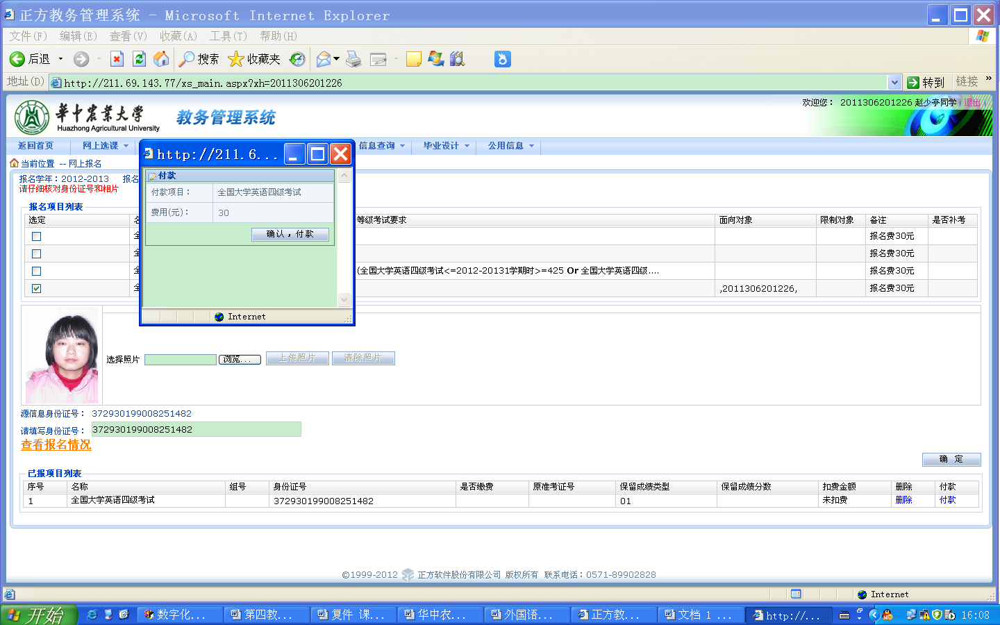 正方教务管理系统 - Microsoft Internet Explorer
文件(F) 编辑(E) 查看(V) 收藏(A) 工具(T) 帮助(H)
后退 搜索 收藏夹
地址(D) http://211.69.143.77/xs_main.aspx?xh=2011306201226 转到 链接 »
华中农业大学
Huazhong Agricultural University
教务管理系统
欢迎您： 2011306201226 赵少亭同学 退出
返回首页 网上选课 信息查询 毕业设计 公用信息
当前位置 -- 网上报名
报名学年：2012-2013 报名
请仔细核对身份证号和相片
http://211.6...
付款
付款项目： 全国大学英语四级考试
费用(元)： 30
确认，付款
Internet
报名项目列表
选定 名 等级考试要求 面向对象 限制对象 备注 是否补考
全 报名费30元
全 报名费30元
全 (全国大学英语四级考试<=2012-20131学期时>=425 Or 全国大学英语四级.... 报名费30元
全 ,2011306201226, 报名费30元
选择照片 浏览... 上传照片 清除照片
源信息身份证号： 372930199008251482
请填写身份证号： 372930199008251482
查看报名情况
确 定
已报项目列表
序号 名称 组号 身份证号 是否缴费 原准考证号 保留成绩类型 保留成绩分数 扣费金额 删除 付款
1 全国大学英语四级考试 372930199008251482 01 未扣费 删除 付款
©1999-2012 正方软件股份有限公司 版权所有 联系电话：0571-89902828
Internet
开始 数字化... 第四教... 复件 课... 华中农... 外国语... 正方教... 文档 1 ... http://... 16:08